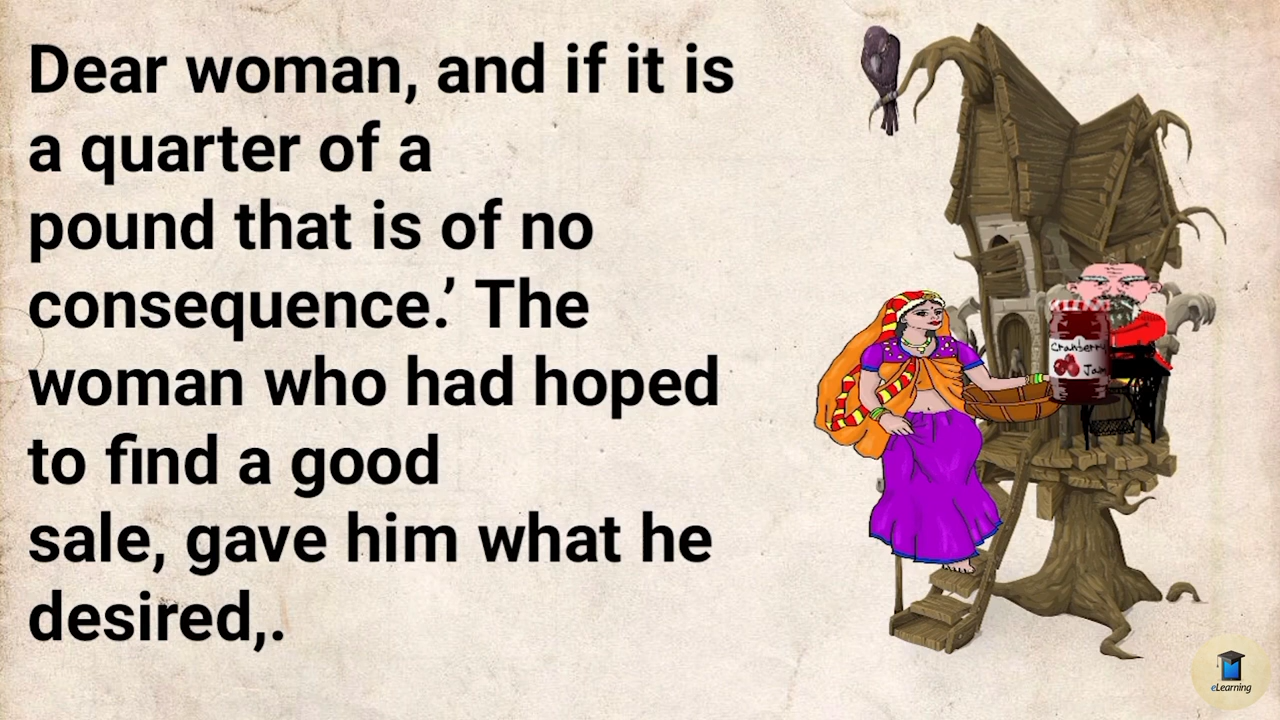 Dear woman, and if it is
a quarter of a
pound that is of no
consequence.’ The
woman who had hoped
to find a good
sale, gave him what he
desired,.
Cranberry
Jam
eLearning